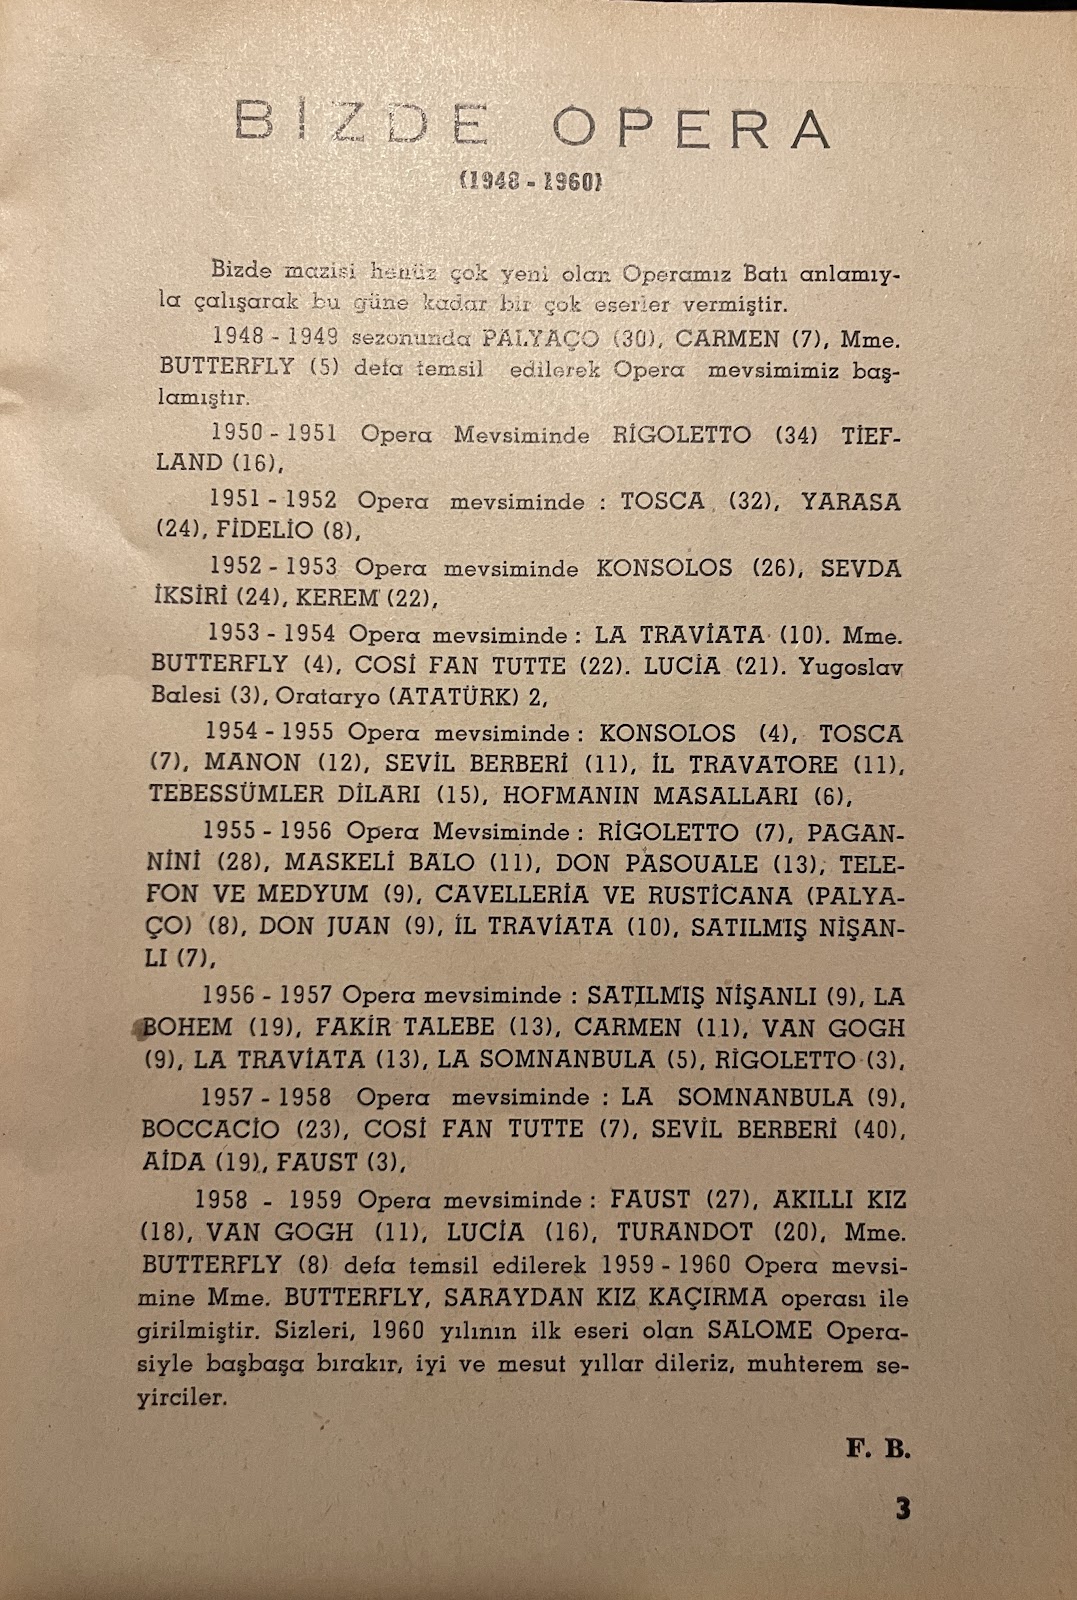 BİZDE OPERA
(1948 - 1960)
Bizde mazisi henüz çok yeni olan Operamız Batı anlamıy-
la çalışarak bu güne kadar bir çok eserler vermiştir.
1948 - 1949 sezonunda PALYAÇO (30), CARMEN (7), Mme.
BUTTERFLY (5) defa temsil edilerek Opera mevsimimiz baş-
lamıştır.
1950 - 1951 Opera Mevsiminde RİGOLETTO (34) TİEF-
LAND (16),
1951 - 1952 Opera mevsiminde : TOSCA (32), YARASA
(24), FİDELİO (8),
1952 - 1953 Opera mevsiminde KONSOLOS (26), SEVDA
İKSİRİ (24), KEREM (22),
1953 - 1954 Opera mevsiminde : LA TRAVİATA (10). Mme.
BUTTERFLY (4), COSİ FAN TUTTE (22). LUCİA (21). Yugoslav
Balesi (3), Orataryo (ATATÜRK) 2,
1954 - 1955 Opera mevsiminde : KONSOLOS (4), TOSCA
(7), MANON (12), SEVİL BERBERİ (11), İL TRAVATORE (11),
TEBESSÜMLER DİLARI (15), HOFMANIN MASALLARI (6),
1955 - 1956 Opera Mevsiminde : RİGOLETTO (7), PAGAN-
NİNİ (28), MASKELİ BALO (11), DON PASOUALE (13), TELE-
FON VE MEDYUM (9), CAVELLERİA VE RUSTİCANA (PALYA-
ÇO) (8), DON JUAN (9), İL TRAVİATA (10), SATILMIŞ NİŞAN-
LI (7),
1956 - 1957 Opera mevsiminde : SATILMIŞ NİŞANLI (9), LA
BOHEM (19), FAKİR TALEBE (13), CARMEN (11), VAN GOGH
(9), LA TRAVİATA (13), LA SOMNANBULA (5), RİGOLETTO (3),
1957 - 1958 Opera mevsiminde : LA SOMNANBULA (9),
BOCCACİO (23), COSİ FAN TUTTE (7), SEVİL BERBERİ (40),
AİDA (19), FAUST (3),
1958 - 1959 Opera mevsiminde : FAUST (27), AKILLI KIZ
(18), VAN GOGH (11), LUCİA (16), TURANDOT (20), Mme.
BUTTERFLY (8) defa temsil edilerek 1959 - 1960 Opera mevsi-
mine Mme. BUTTERFLY, SARAYDAN KIZ KAÇIRMA operası ile
girilmiştir. Sizleri, 1960 yılının ilk eseri olan SALOME Opera-
siyle başbaşa bırakır, iyi ve mesut yıllar dileriz, muhterem se-
yirciler.
F. B.
3